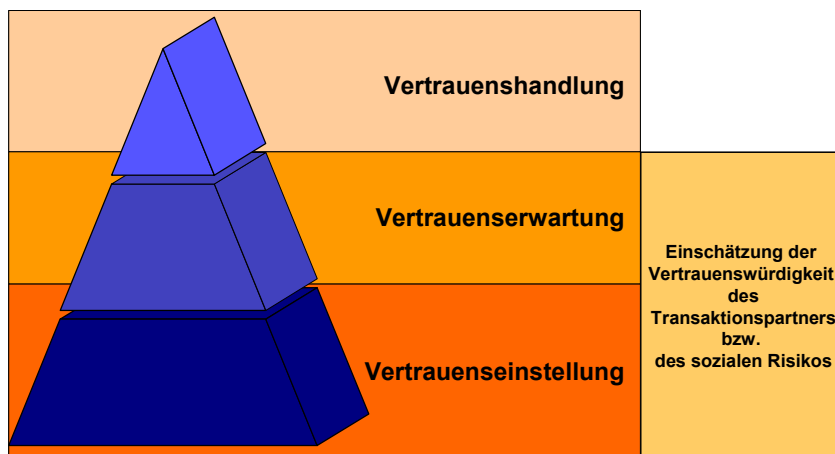 Vertrauenshandlung
Vertrauenserwartung
Vertrauenseinstellung
Einschätzung der
Vertrauenswürdigkeit
des
Transaktionspartners
bzw.
des sozialen Risikos